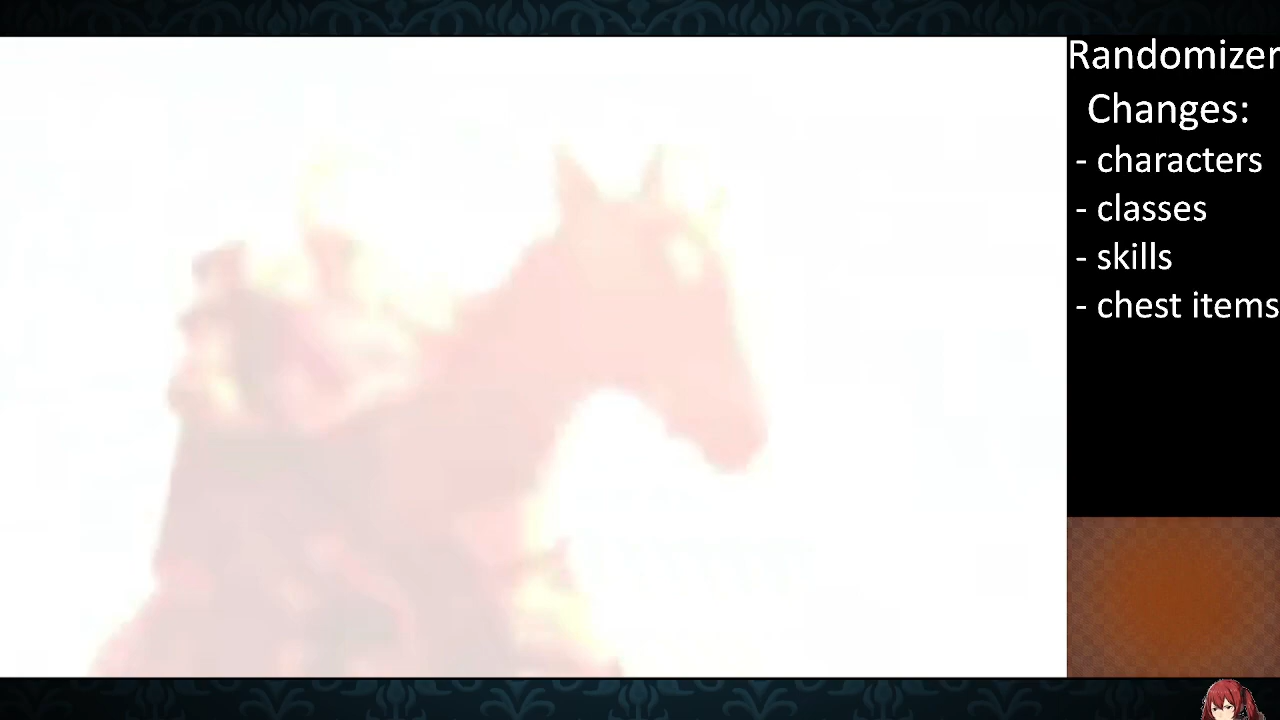 Randomizer
Changes:
- characters
- classes
- skills
- chest items